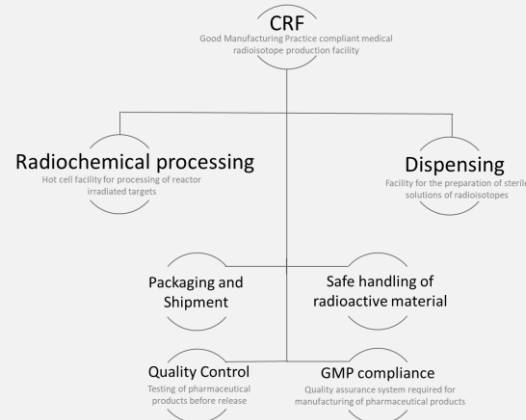 CRF
Good Manufacturing Practice compliant medical
radioisotope production facility
Radiochemical processing
Hot cell facility for processing of reactor
irradiated targets
Dispensing
Facility for the preparation of sterile
solutions of radioisotopes
Packaging and
Shipment
Safe handling of
radioactive material
Quality Control
Testing of pharmaceutical
products before release
GMP compliance
Quality assurance system required for
manufacturing of pharmaceutical products